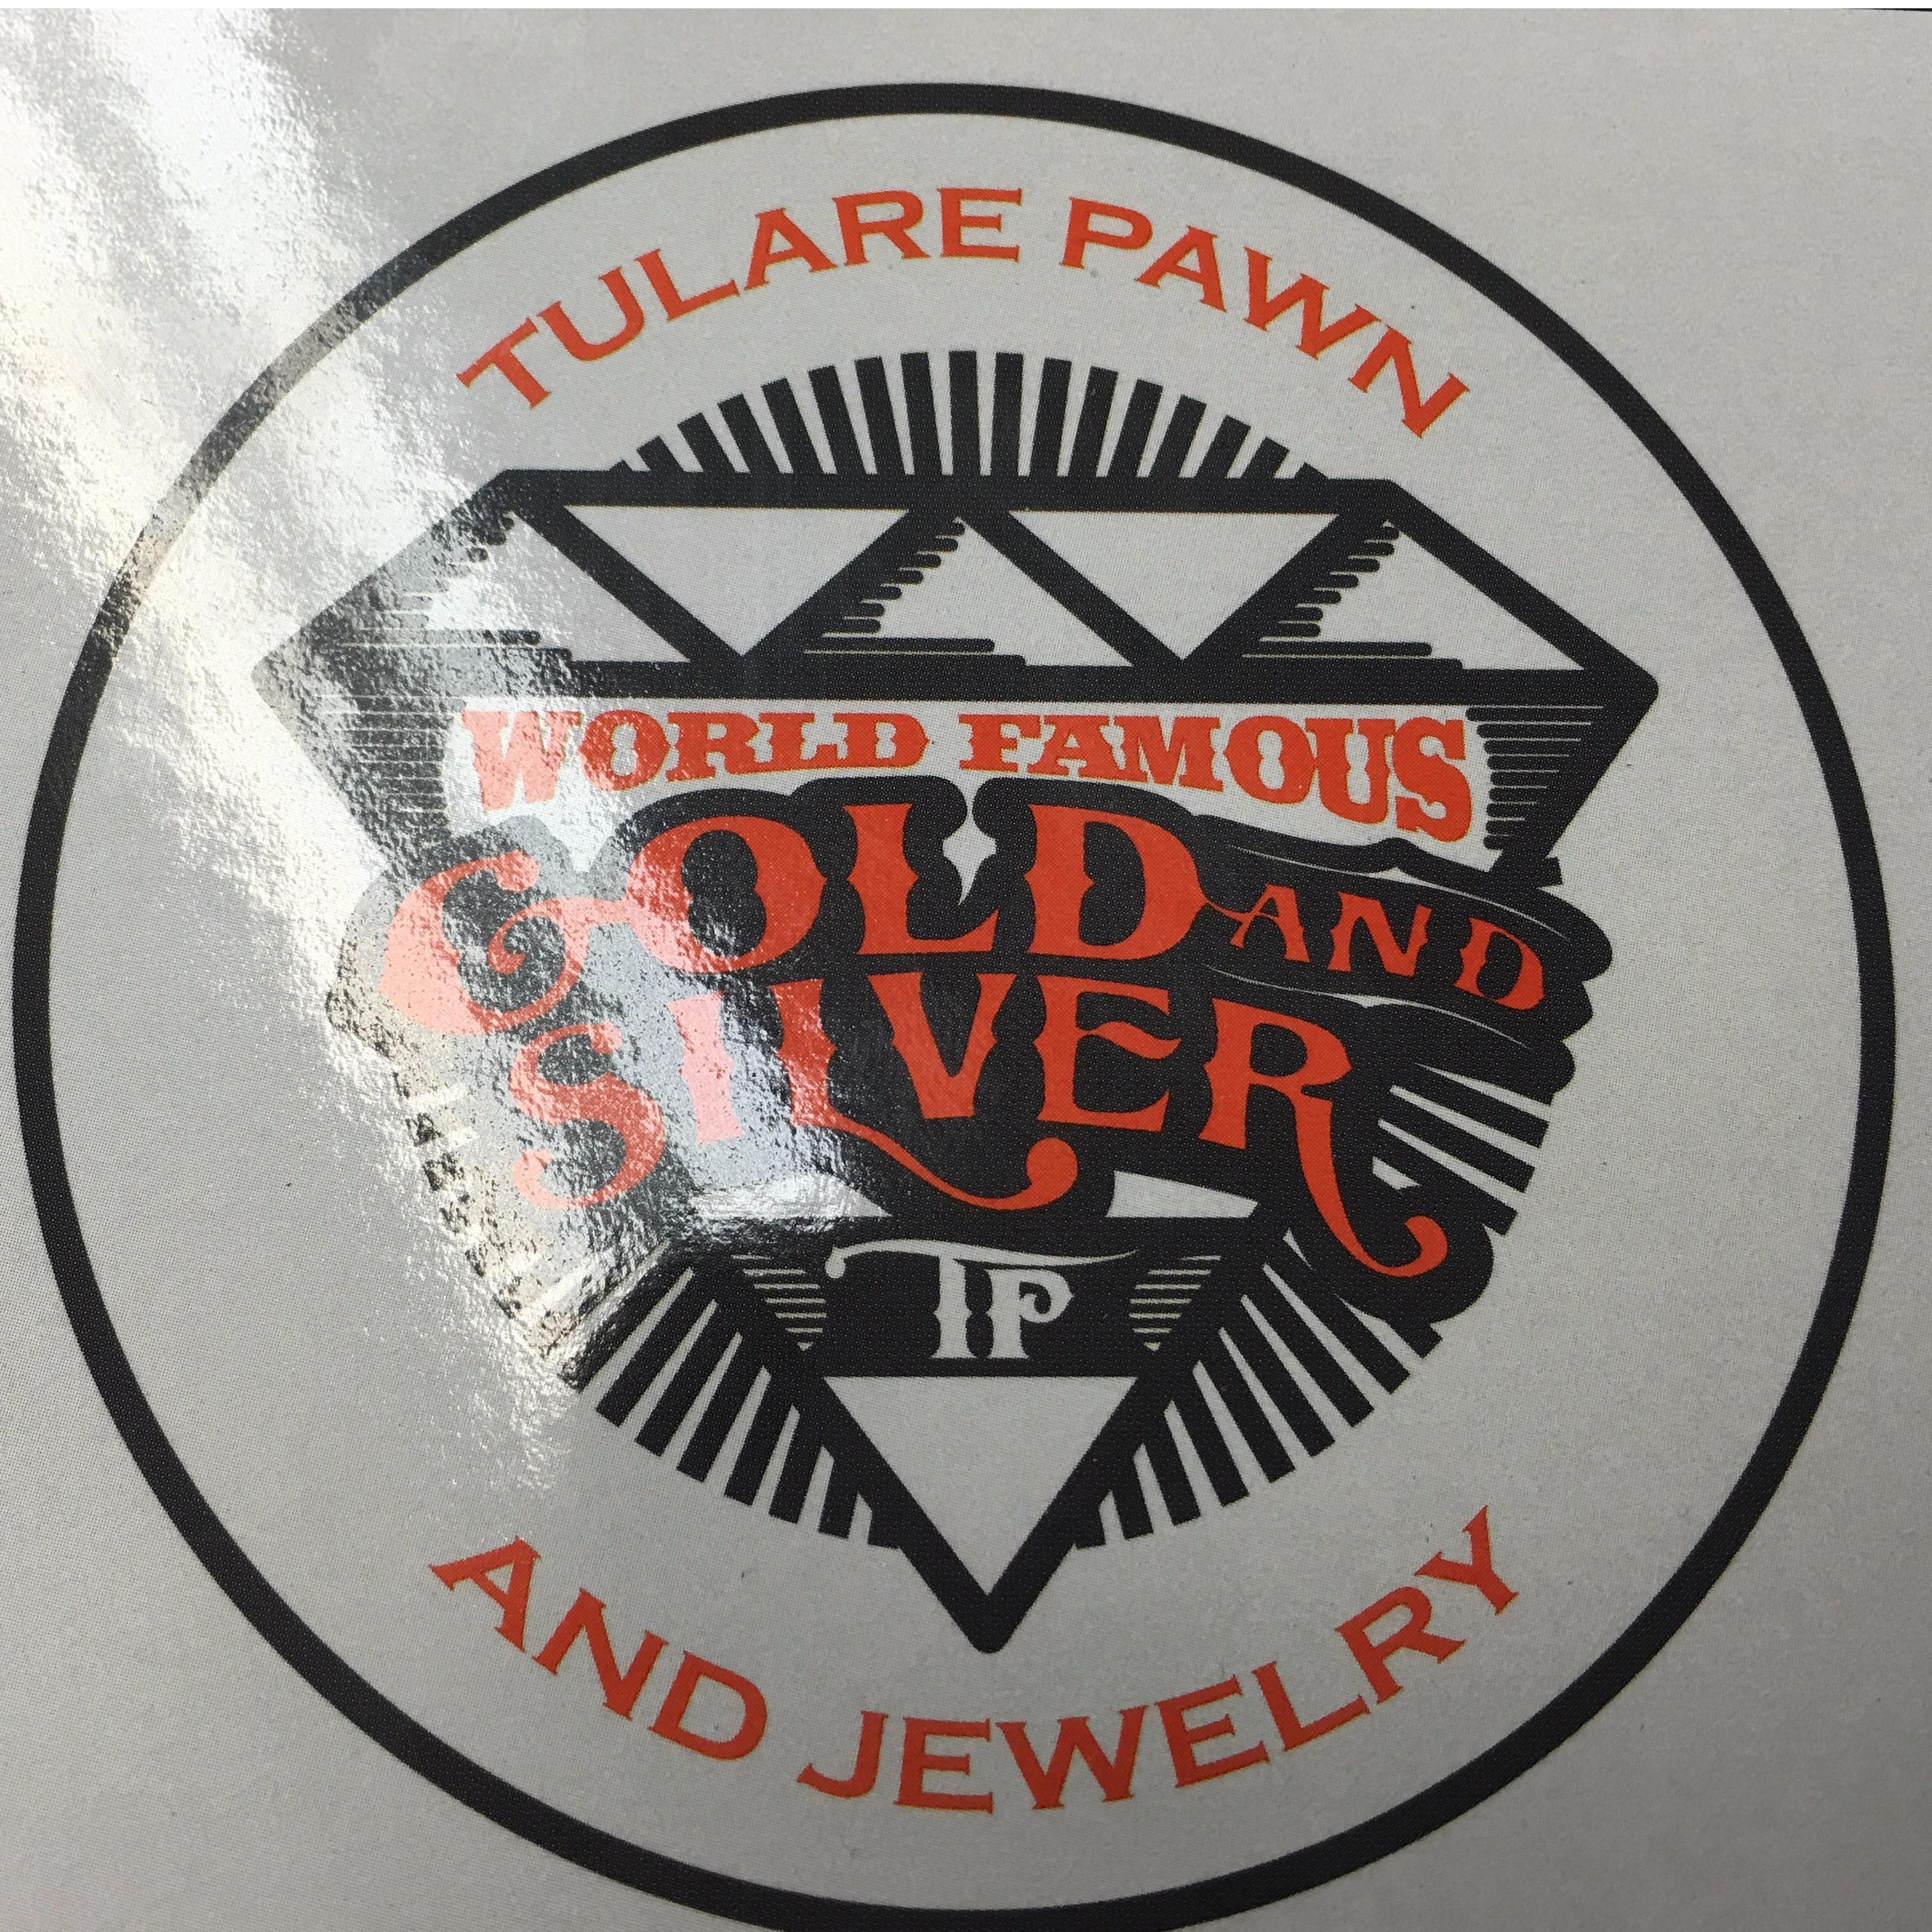 TULARE PAWN
WORLD FAMOUS
GOLD AND
SILVER
TP
AND JEWELRY